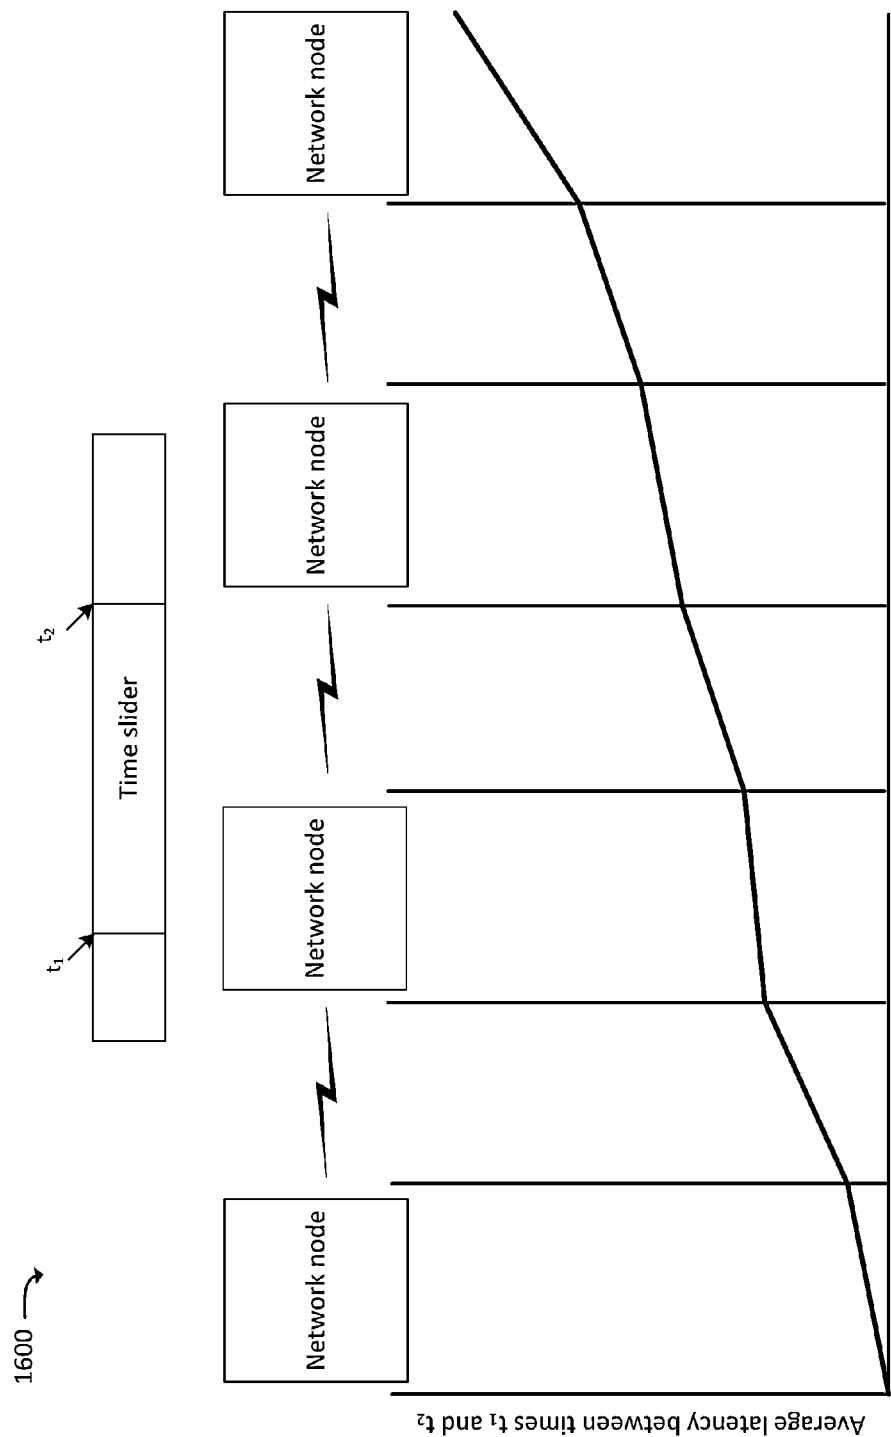 1600
t₁
t₂
Time slider
Network node
Network node
Network node
Network node
Average latency between times t₁ and t₂